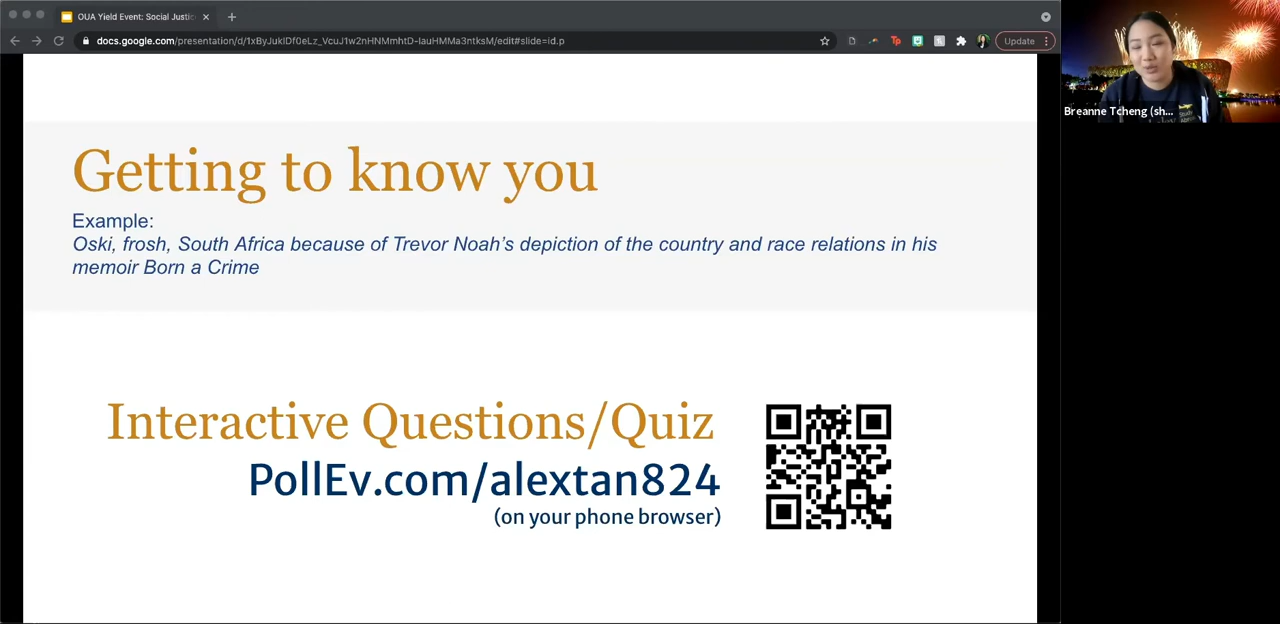 OUA Yield Event: Social Justic
docs.google.com/presentation/d/1xByJuklDf0eLz_VcuJ1w2nHNMmhtD-IauHMMa3ntksM/edit#slide=id.p
Update
Breanne Tcheng (sh...
Getting to know you
Example:
Oski, frosh, South Africa because of Trevor Noah's depiction of the country and race relations in his
memoir Born a Crime
Interactive Questions/Quiz
PollEv.com/alextan824
(on your phone browser)